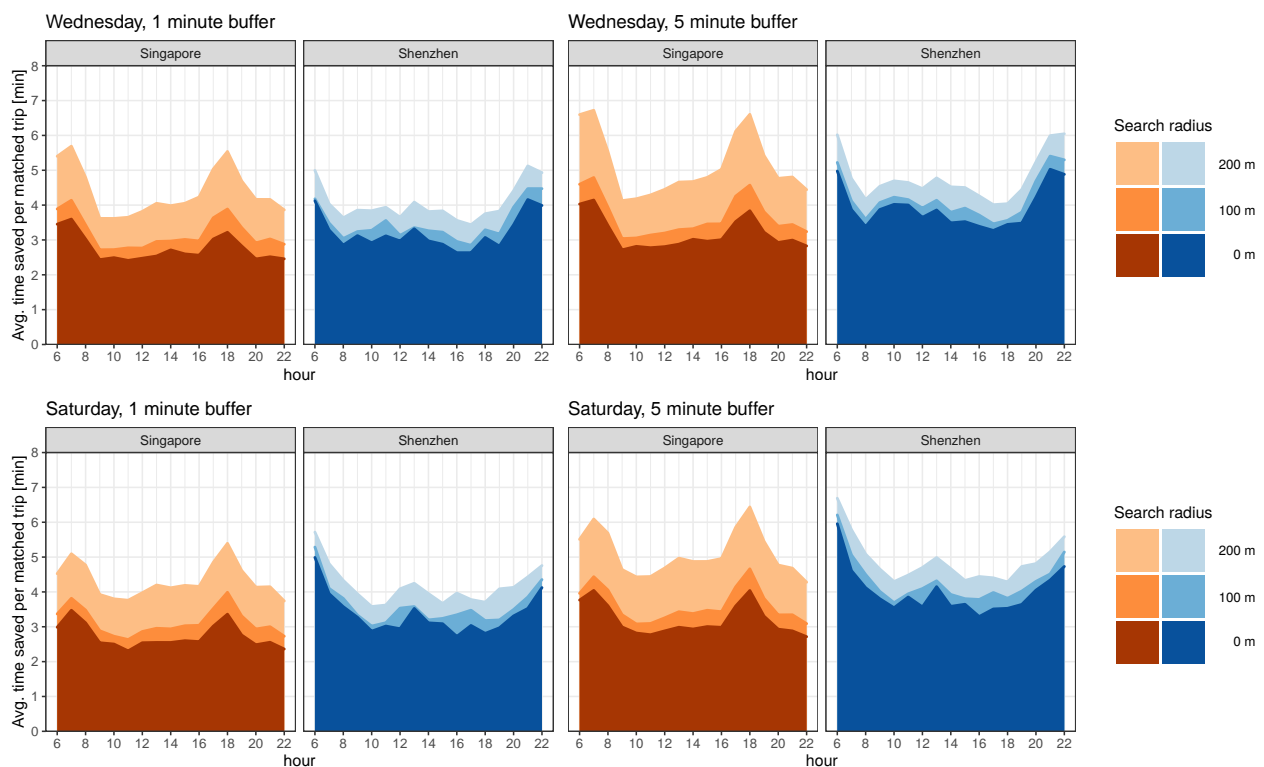 Wednesday, 1 minute buffer
Wednesday, 5 minute buffer
Singapore
Shenzhen
Singapore
Shenzhen
Avg. time saved per matched trip [min]
8
7
6
5
4
3
2
1
0
6 8 10 12 14 16 18 20 22
6 8 10 12 14 16 18 20 22
6 8 10 12 14 16 18 20 22
6 8 10 12 14 16 18 20 22
hour
hour
Search radius
200 m
100 m
0 m
Saturday, 1 minute buffer
Saturday, 5 minute buffer
Singapore
Shenzhen
Singapore
Shenzhen
Avg. time saved per matched trip [min]
8
7
6
5
4
3
2
1
0
6 8 10 12 14 16 18 20 22
6 8 10 12 14 16 18 20 22
6 8 10 12 14 16 18 20 22
6 8 10 12 14 16 18 20 22
hour
hour
Search radius
200 m
100 m
0 m